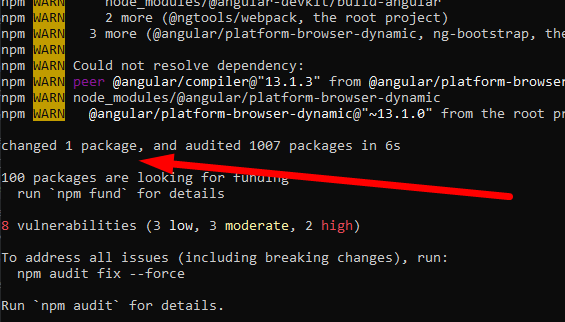 npm WARN     node_modules/@angular-devkit/build-angular
npm WARN     2 more (@ngtools/webpack, the root project)
npm WARN   3 more (@angular/platform-browser-dynamic, ng-bootstrap, the
npm WARN
npm WARN Could not resolve dependency:
npm WARN peer @angular/compiler@"13.1.3" from @angular/platform-browser
npm WARN node_modules/@angular/platform-browser-dynamic
npm WARN   @angular/platform-browser-dynamic@"~13.1.0" from the root pr
changed 1 package, and audited 1007 packages in 6s
100 packages are looking for funding
  run `npm fund` for details
8 vulnerabilities (3 low, 3 moderate, 2 high)
To address all issues (including breaking changes), run:
  npm audit fix --force
Run `npm audit` for details.